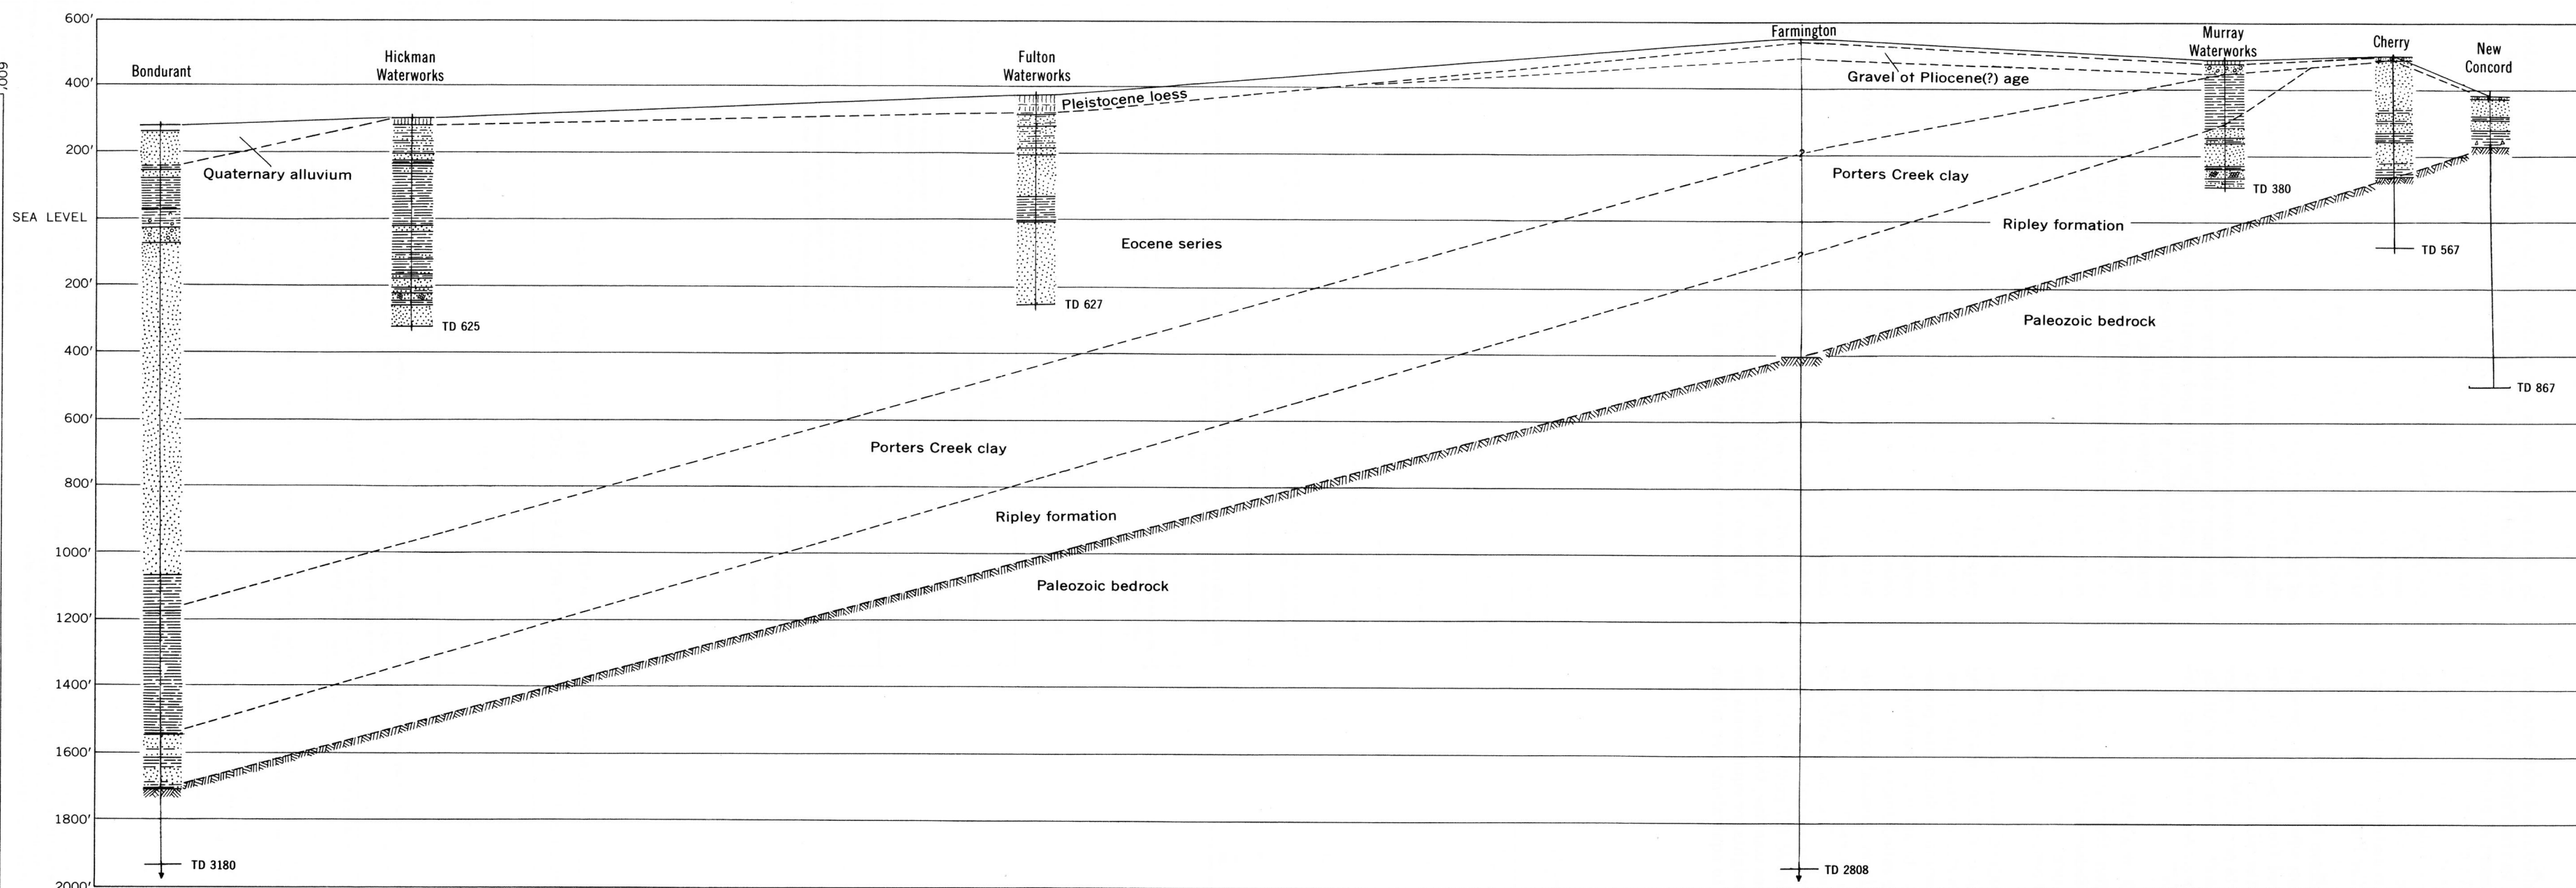 600'
600'
Bondurant
Hickman
Waterworks
Fulton
Waterworks
Farmington
Murray
Waterworks
Cherry
New
Concord
400'
Pleistocene loess
Gravel of Pliocene(?) age
200'
Quaternary alluvium
?
Porters Creek clay
TD 380
SEA LEVEL
Ripley formation
Eocene series
TD 567
?
200'
TD 625
TD 627
Paleozoic bedrock
400'
TD 867
600'
Porters Creek clay
800'
Ripley formation
1000'
Paleozoic bedrock
1200'
1400'
1600'
1800'
TD 3180
TD 2808
2000'